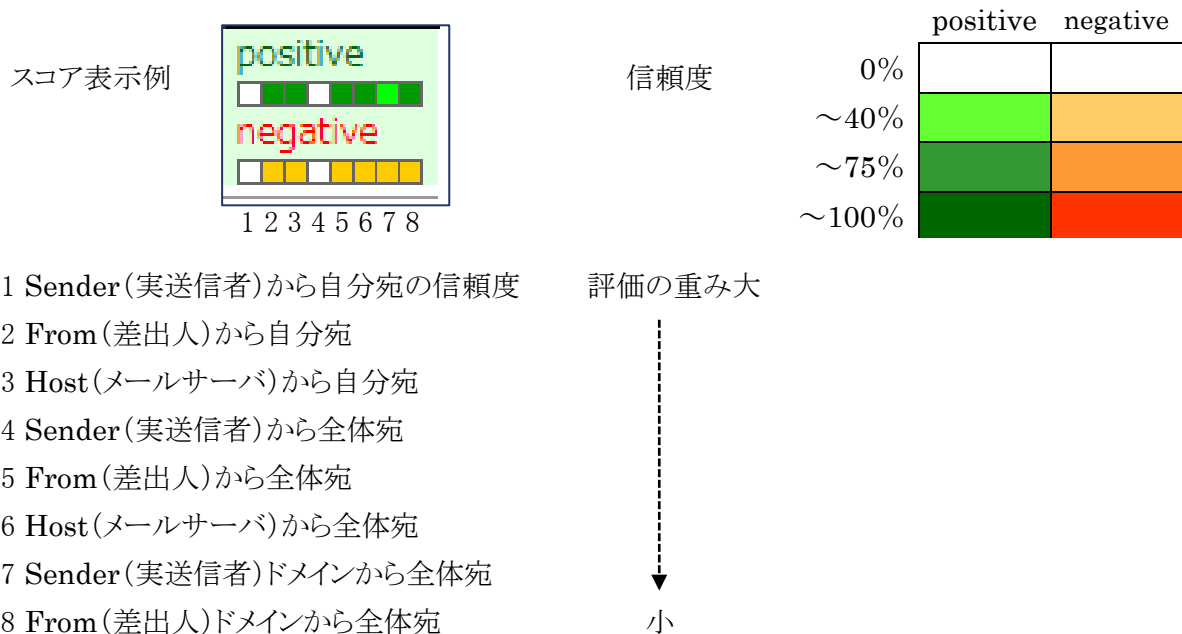 positive negative
スコア表示例
positive
negative
1 2 3 4 5 6 7 8
信頼度
0%
～40%
～75%
～100%
1 Sender(実送信者)から自分宛の信頼度 評価の重み大
2 From(差出人)から自分宛
3 Host(メールサーバ)から自分宛
4 Sender(実送信者)から全体宛
5 From(差出人)から全体宛
6 Host(メールサーバ)から全体宛
7 Sender(実送信者)ドメインから全体宛
8 From(差出人)ドメインから全体宛 小